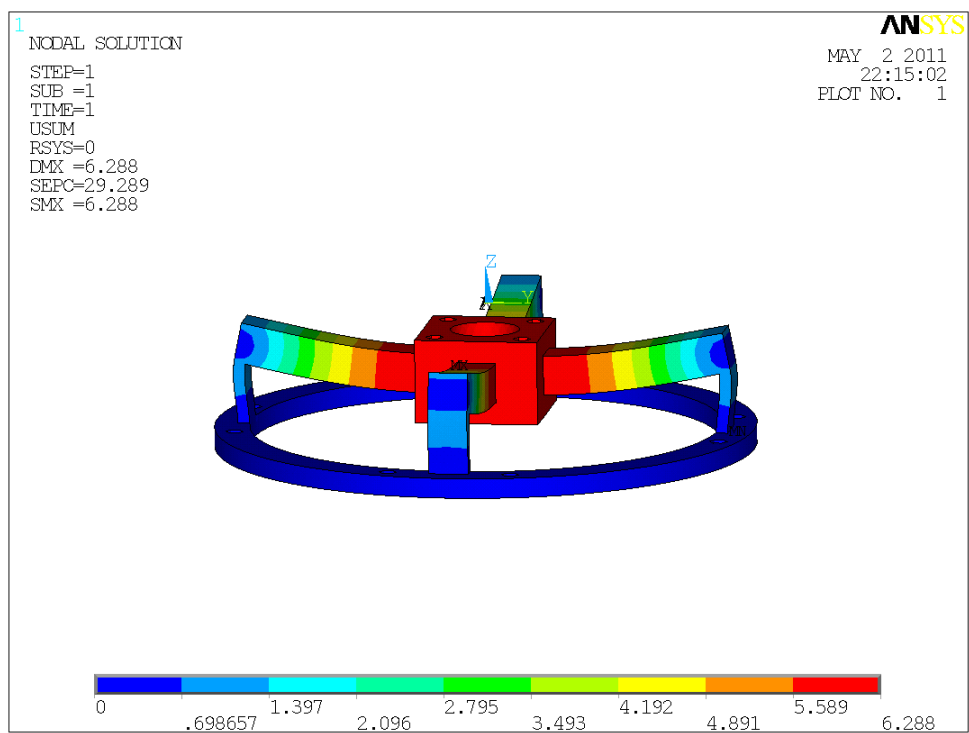 1
ANSYS
NODAL SOLUTION
MAY 2 2011
22:15:02
PLOT NO. 1
STEP=1
SUB =1
TIME=1
USUM
RSYS=0
DMX =6.288
SEPC=29.289
SMX =6.288
Z
Y
MX
0
.698657
1.397
2.096
2.795
3.493
4.192
4.891
5.589
6.288